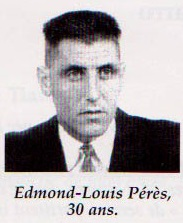 Edmond-Louis Pérès,
30 ans.